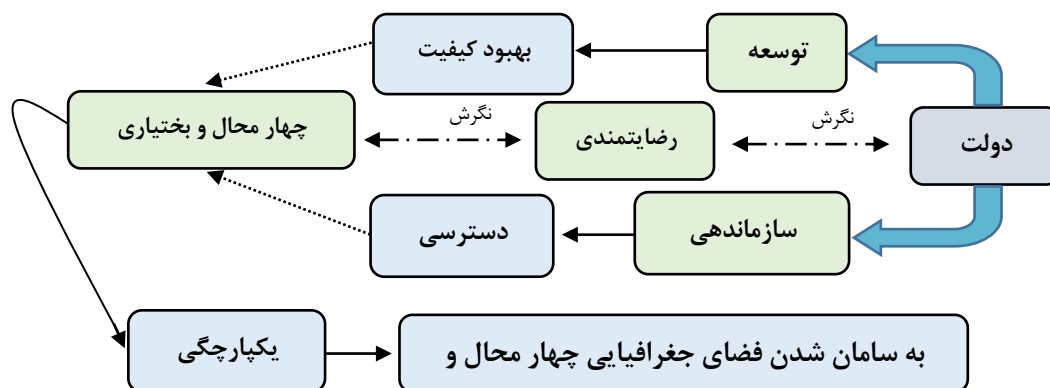 توسعه
بهبود کیفیت
دولت
نگرش
رضایتمندی
نگرش
چهار محال و بختیاری
سازماندهی
دسترسی
یکپارچگی
به سامان شدن فضای جغرافیایی چهار محال و